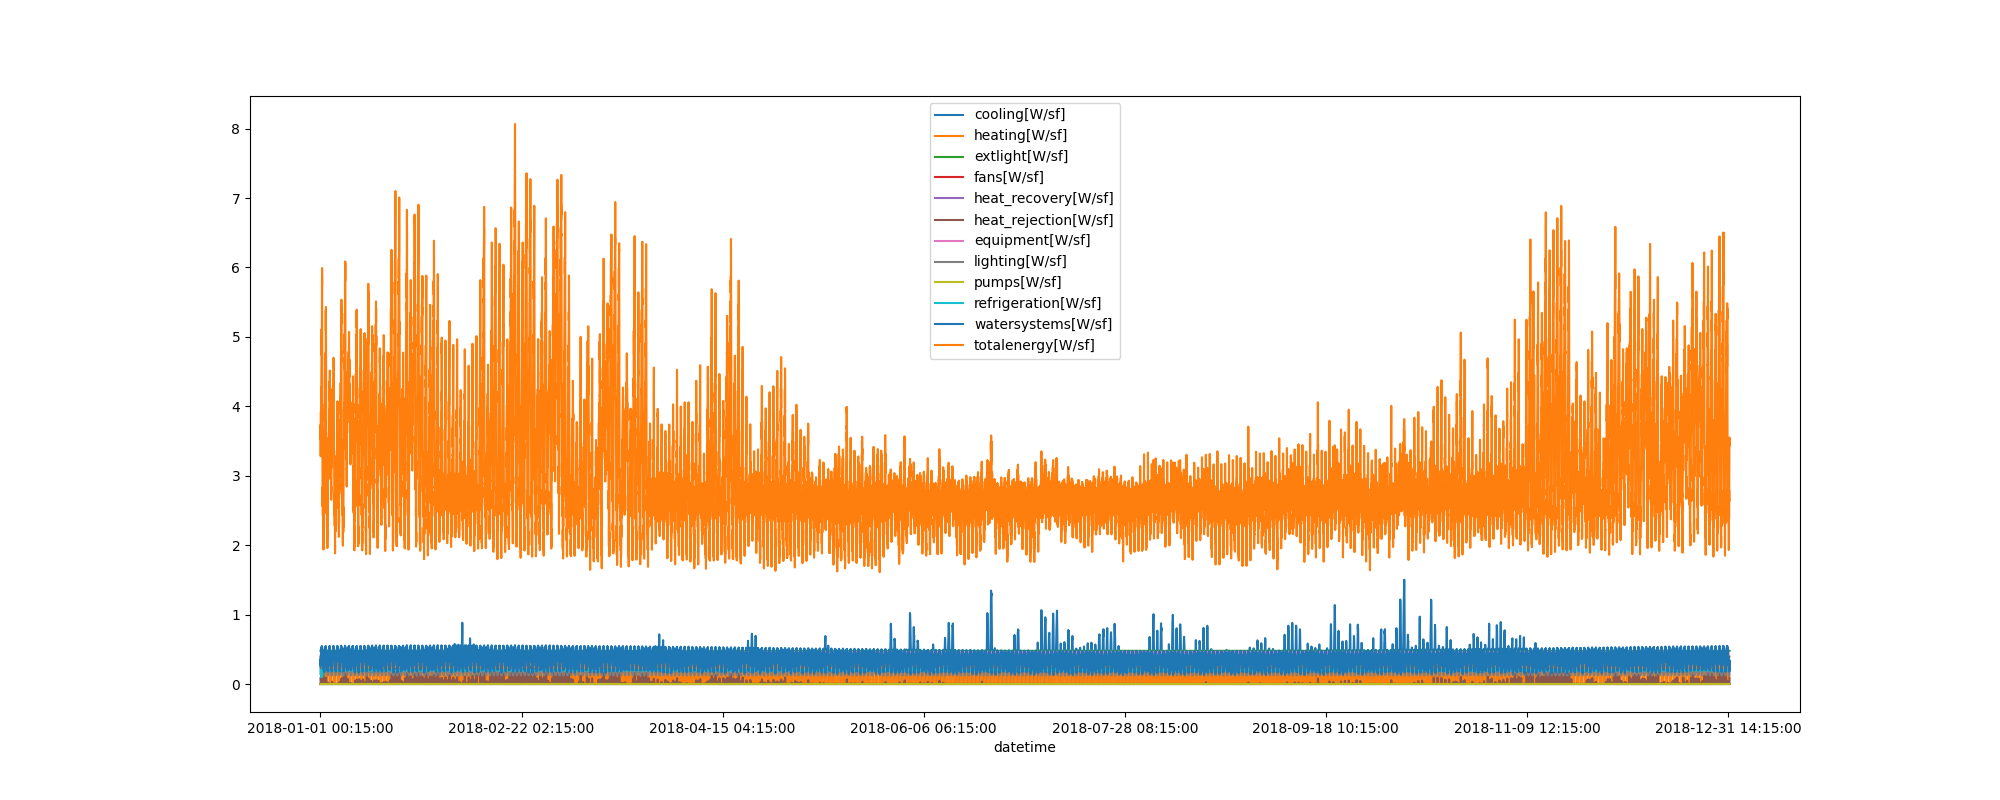 8
7
6
5
4
3
2
1
0
cooling[W/sf]
heating[W/sf]
extlight[W/sf]
fans[W/sf]
heat_recovery[W/sf]
heat_rejection[W/sf]
equipment[W/sf]
lighting[W/sf]
pumps[W/sf]
refrigeration[W/sf]
watersystems[W/sf]
totalenergy[W/sf]
2018-01-01 00:15:00 2018-02-22 02:15:00 2018-04-15 04:15:00 2018-06-06 06:15:00 2018-07-28 08:15:00 2018-09-18 10:15:00 2018-11-09 12:15:00 2018-12-31 14:15:00
datetime